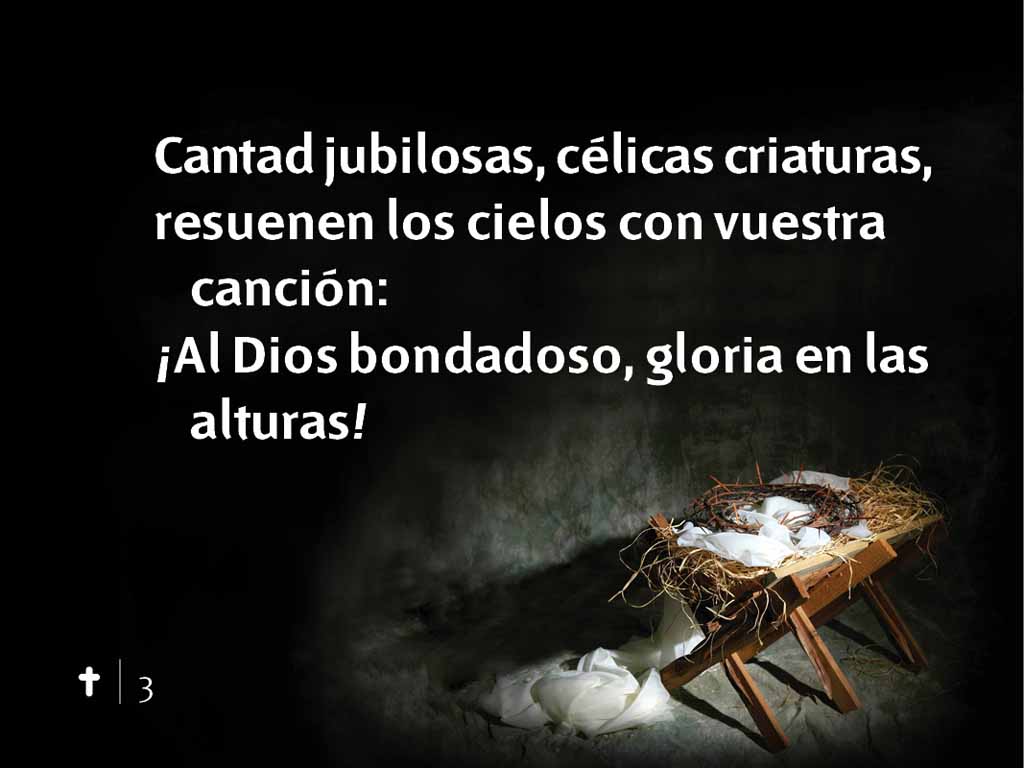 Cantad jubilosas, célicas criaturas,
resuenen los cielos con vuestra
canción:
¡Al Dios bondadoso, gloria en las
alturas!
3